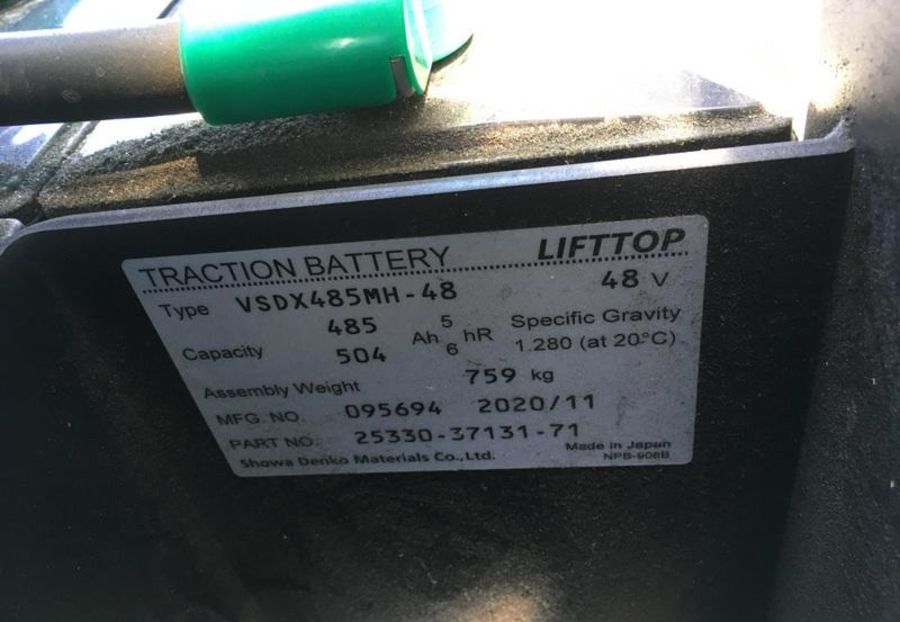 TRACTION BATTERY LIFTTOP
Type VSDX485MH-48 48 V
Capacity 485 504 Ah 5 6 hR Specific Gravity 1.280 (at 20°C)
Assembly Weight 759 kg
MFG. NO. 095694 2020/11
PART NO. 25330-37131-71
Showa Denko Materials Co.,Ltd. Made in Japan
NPB-908B